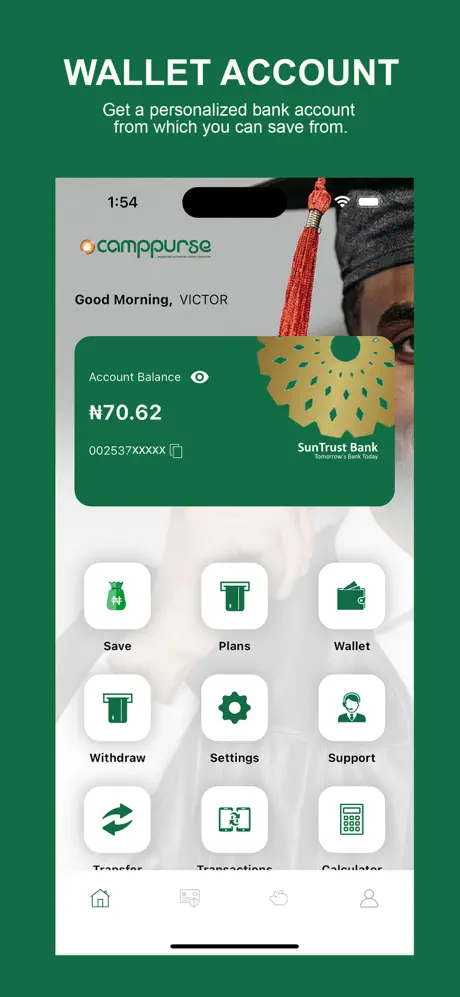 WALLET ACCOUNT
Get a personalized bank account
from which you can save from.
1:54
camppurse
Good Morning, VICTOR
Account Balance
₦70.62
002537XXXXX
SunTrust Bank
Tomorrow's Bank Today
₦
Save
Plans
Wallet
Withdraw
Settings
Support
Transfer
Transactions
Calculator